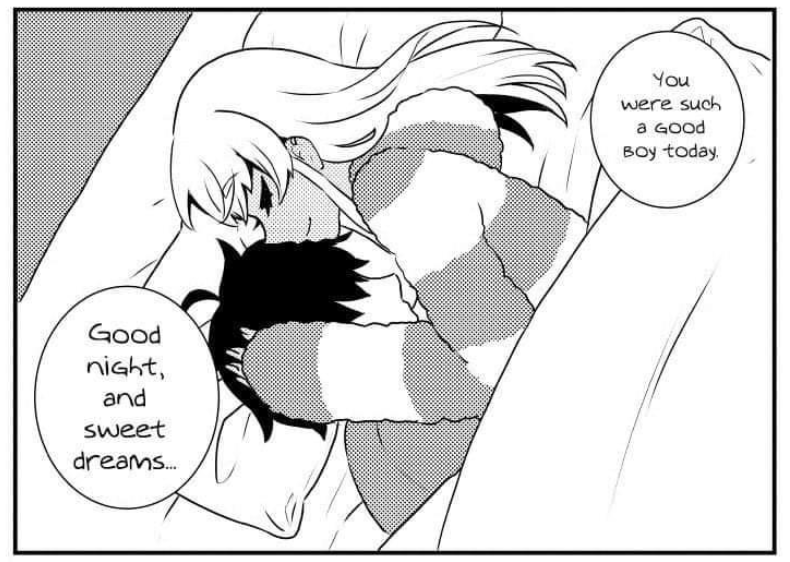 You
were such
a Good
Boy today.
Good
night,
and
sweet
dreams...